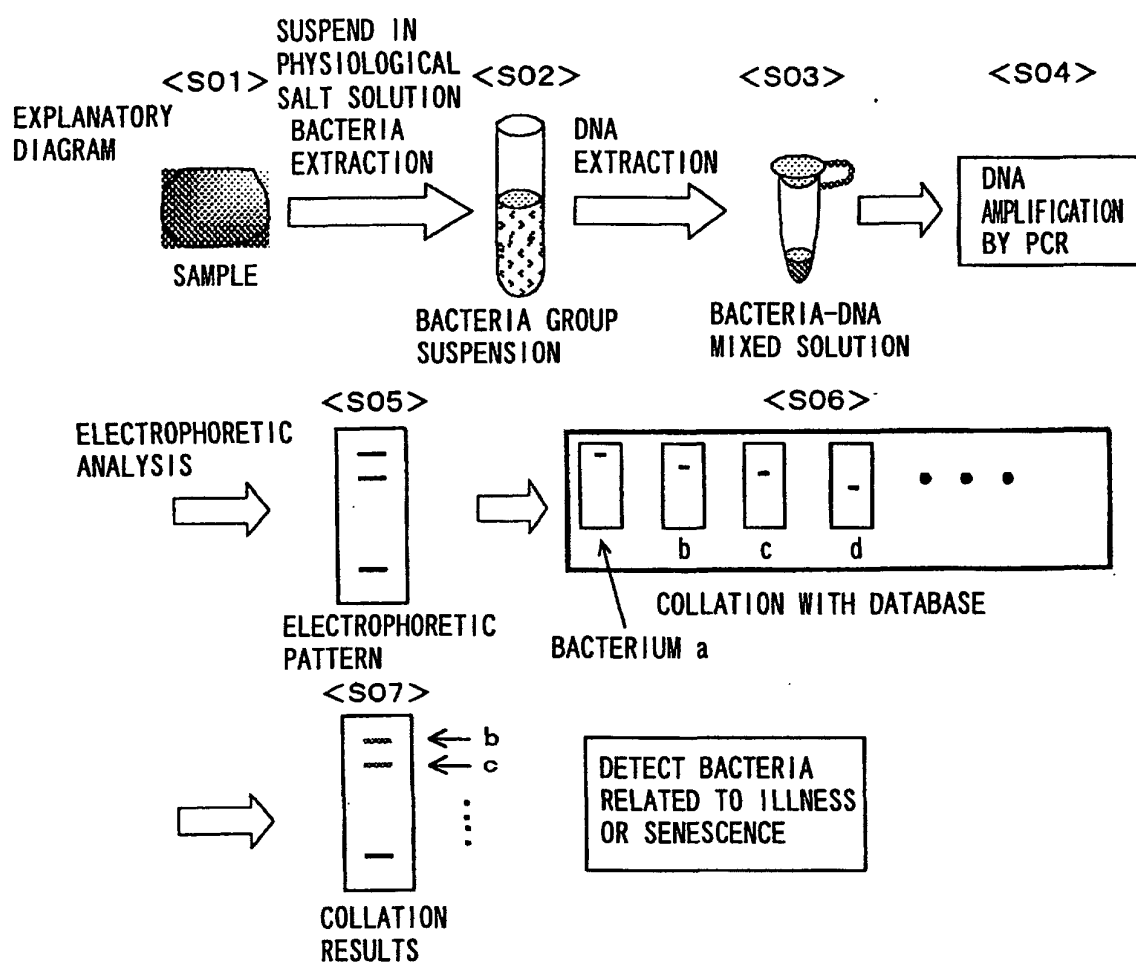 EXPLANATORY
DIAGRAM
<S01>
SUSPEND IN
PHYSIOLOGICAL
SALT SOLUTION
BACTERIA
EXTRACTION
<S02>
DNA
EXTRACTION
<S03>
<S04>
DNA
AMPLIFICATION
BY PCR
SAMPLE
BACTERIA GROUP
SUSPENSION
BACTERIA-DNA
MIXED SOLUTION
ELECTROPHORETIC
ANALYSIS
<S05>
ELECTROPHORETIC
PATTERN
<S06>
b c d
COLLATION WITH DATABASE
BACTERIUM a
<S07>
b
c
COLLATION
RESULTS
DETECT BACTERIA
RELATED TO ILLNESS
OR SENESCENCE